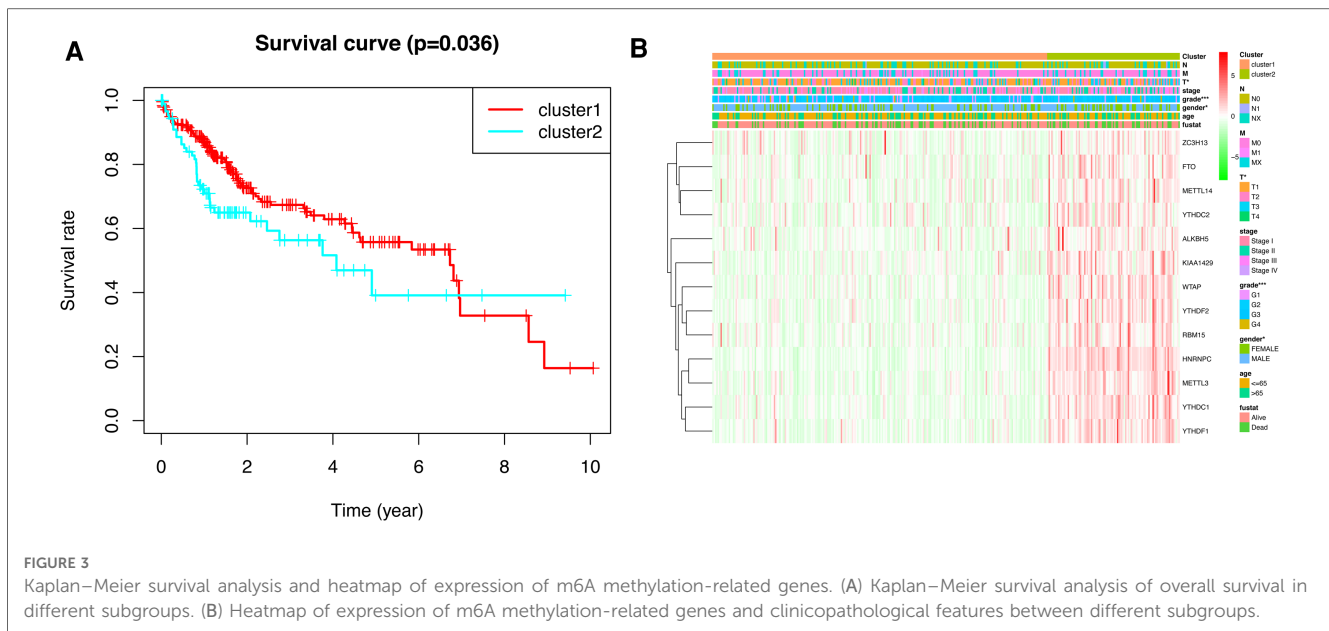 A
Survival curve (p=0.036)
cluster1
cluster2
Survival rate
1.0
0.8
0.6
0.4
0.2
0.0
0
2
4
6
8
10
Time (year)
B
Cluster
N
M
T*
stage
grade***
gender*
age
fustat
ZC3H13
FTO
METTL14
YTHDC2
ALKBH5
KIAA1429
WTAP
YTHDF2
RBM15
HNRNPC
METTL3
YTHDC1
YTHDF1
5
0
−5
Cluster
cluster1
cluster2
N
N0
N1
NX
M
M0
M1
MX
T*
T1
T2
T3
T4
stage
Stage I
Stage II
Stage III
Stage IV
grade***
G1
G2
G3
G4
gender*
FEMALE
MALE
age
<=65
>65
fustat
Alive
Dead
FIGURE 3
Kaplan–Meier survival analysis and heatmap of expression of m6A methylation-related genes. (A) Kaplan–Meier survival analysis of overall survival in
different subgroups. (B) Heatmap of expression of m6A methylation-related genes and clinicopathological features between different subgroups.